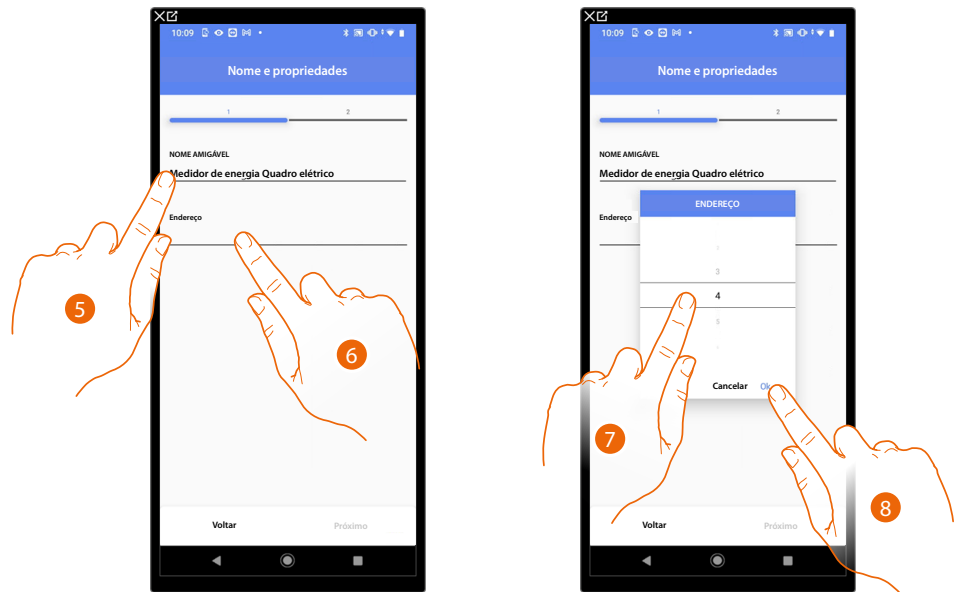 10:09
Nome e propriedades
1 2
NOME AMIGÁVEL
Medidor de energia Quadro elétrico
Endereço
5
6
Voltar Próximo
10:09
Nome e propriedades
1 2
NOME AMIGÁVEL
Medidor de energia Quadro elétrico
Endereço
ENDEREÇO
3
4
5
Cancelar Ok
7
8
Voltar Próximo